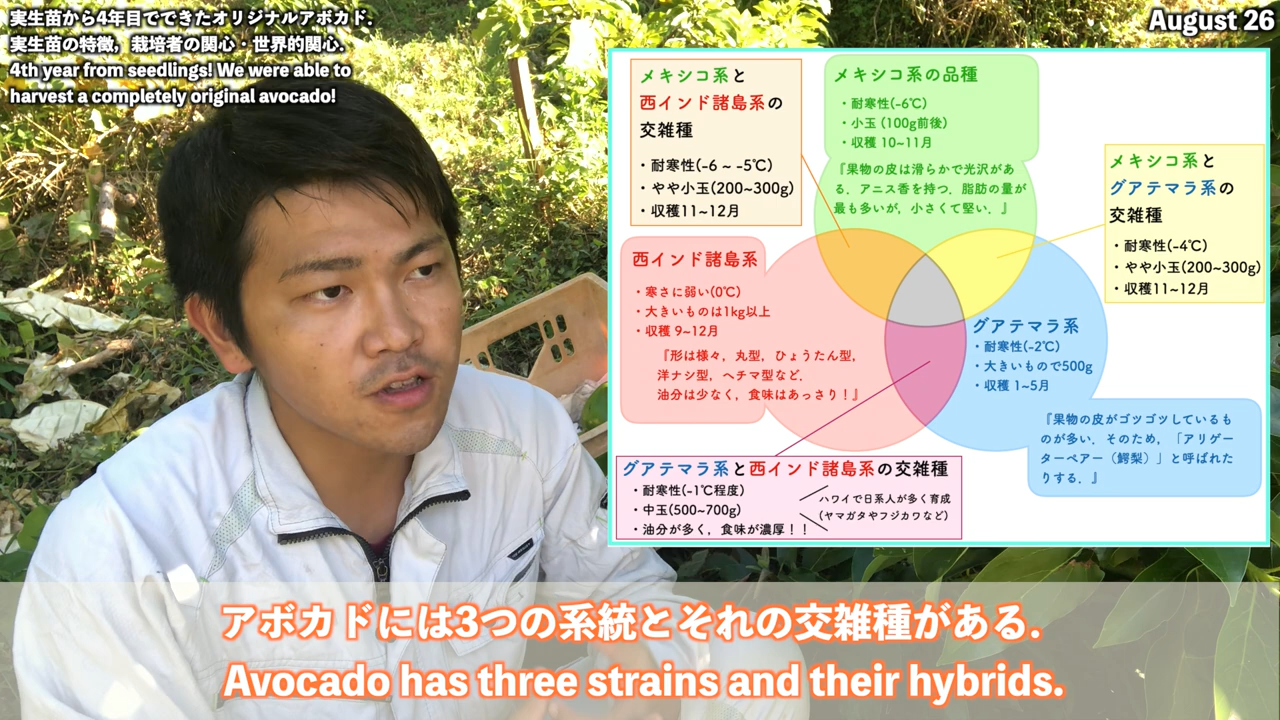 実生苗から4年目でできたオリジナルアボカド.
実生苗の特徴, 栽培者の関心・世界的関心.
4th year from seedlings! We were able to
harvest a completely original avocado!
August 26
メキシコ系と
西インド諸島系の
交雑種
・耐寒性(-6 ~ -5℃)
・やや小玉(200~300g)
・収穫11~12月
メキシコ系の品種
・耐寒性(-6℃)
・小玉 (100g前後)
・収穫 10~11月
『果物の皮は滑らかで光沢があ
る. アニス香を持つ. 脂肪の量が
最も多いが, 小さくて堅い. 』
メキシコ系と
グアテマラ系の
交雑種
・耐寒性(-4℃)
・やや小玉(200~300g)
・収穫11~12月
西インド諸島系
・寒さに弱い(0℃)
・大きいものは1kg以上
・収穫 9~12月
『形は様々, 丸型, ひょうたん型,
洋ナシ型, ヘチマ型など.
油分は少なく, 食味はあっさり！』
グアテマラ系
・耐寒性(-2℃)
・大きいもので500g
・収穫 1~5月
『果物の皮がゴツゴツしているも
のが多い. そのため, 「アリゲー
ターペアー（鰐梨）」と呼ばれた
りする. 』
グアテマラ系と西インド諸島系の交雑種
・耐寒性(-1℃程度)
・中玉(500~700g)
・油分が多く, 食味が濃厚！！
ハワイで日系人が多く育成
(ヤマガタやフジカワなど)
アボカドには3つの系統とそれの交雑種がある.
Avocado has three strains and their hybrids.